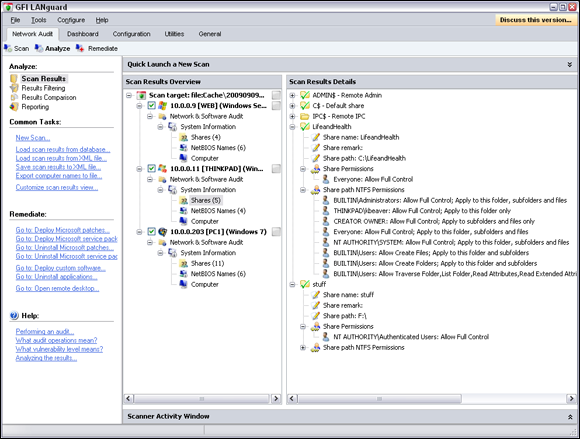 GFI LANguard
File Tools Configure Help
Discuss this version...
Network Audit Dashboard Configuration Utilities General
Scan Analyze Remediate
Analyze:
Scan Results
Results Filtering
Results Comparison
Reporting
Common Tasks:
New Scan...
Load scan results from database...
Load scan results from XML file...
Save scan results to XML file...
Export computer names to file...
Customize scan results view...
Remediate:
Go to: Deploy Microsoft patches...
Go to: Deploy Microsoft service pack
Go to: Uninstall Microsoft patches...
Go to: Uninstall Microsoft service pac
Go to: Deploy custom software...
Go to: Uninstall applications...
Go to: Open remote desktop...
Help:
Performing an audit...
What audit operations mean?
What vulnerability level means?
Analyzing the results...
Quick Launch a New Scan
Scan Results Overview
Scan target: file:Cache\20090909...
10.0.0.9 [WEB] (Windows Se...
Network & Software Audit
System Information
Shares (4)
NetBIOS Names (6)
Computer
10.0.0.11 [THINKPAD] (Win...
Network & Software Audit
System Information
Shares (5)
NetBIOS Names (4)
Computer
10.0.0.203 [PC1] (Windows 7)
Network & Software Audit
System Information
Shares (11)
NetBIOS Names (6)
Computer
Scan Results Details
ADMIN$ - Remote Admin
C$ - Default share
IPC$ - Remote IPC
LifeandHealth
Share name: LifeandHealth
Share remark:
Share path: C:\LifeandHealth
Share Permissions
Everyone: Allow Full Control
Share path NTFS Permissions
BUILTIN\Administrators: Allow Full Control; Apply to this folder, subfolders and files
THINKPAD\kbeaver: Allow Full Control; Apply to this folder only
CREATOR OWNER: Allow Full Control; Apply to subfolders and files only
Everyone: Allow Full Control; Apply to this folder, subfolders and files
NT AUTHORITY\SYSTEM: Allow Full Control; Apply to this folder, subfolders and files
BUILTIN\Users: Allow Create Files; Apply to this folder and subfolders
BUILTIN\Users: Allow Create Folders; Apply to this folder and subfolders
BUILTIN\Users: Allow Traverse Folder,List Folder,Read Attributes,Read Extended Attri
stuff
Share name: stuff
Share remark:
Share path: F:\
Share Permissions
NT AUTHORITY\Authenticated Users: Allow Full Control
Share path NTFS Permissions
Scanner Activity Window